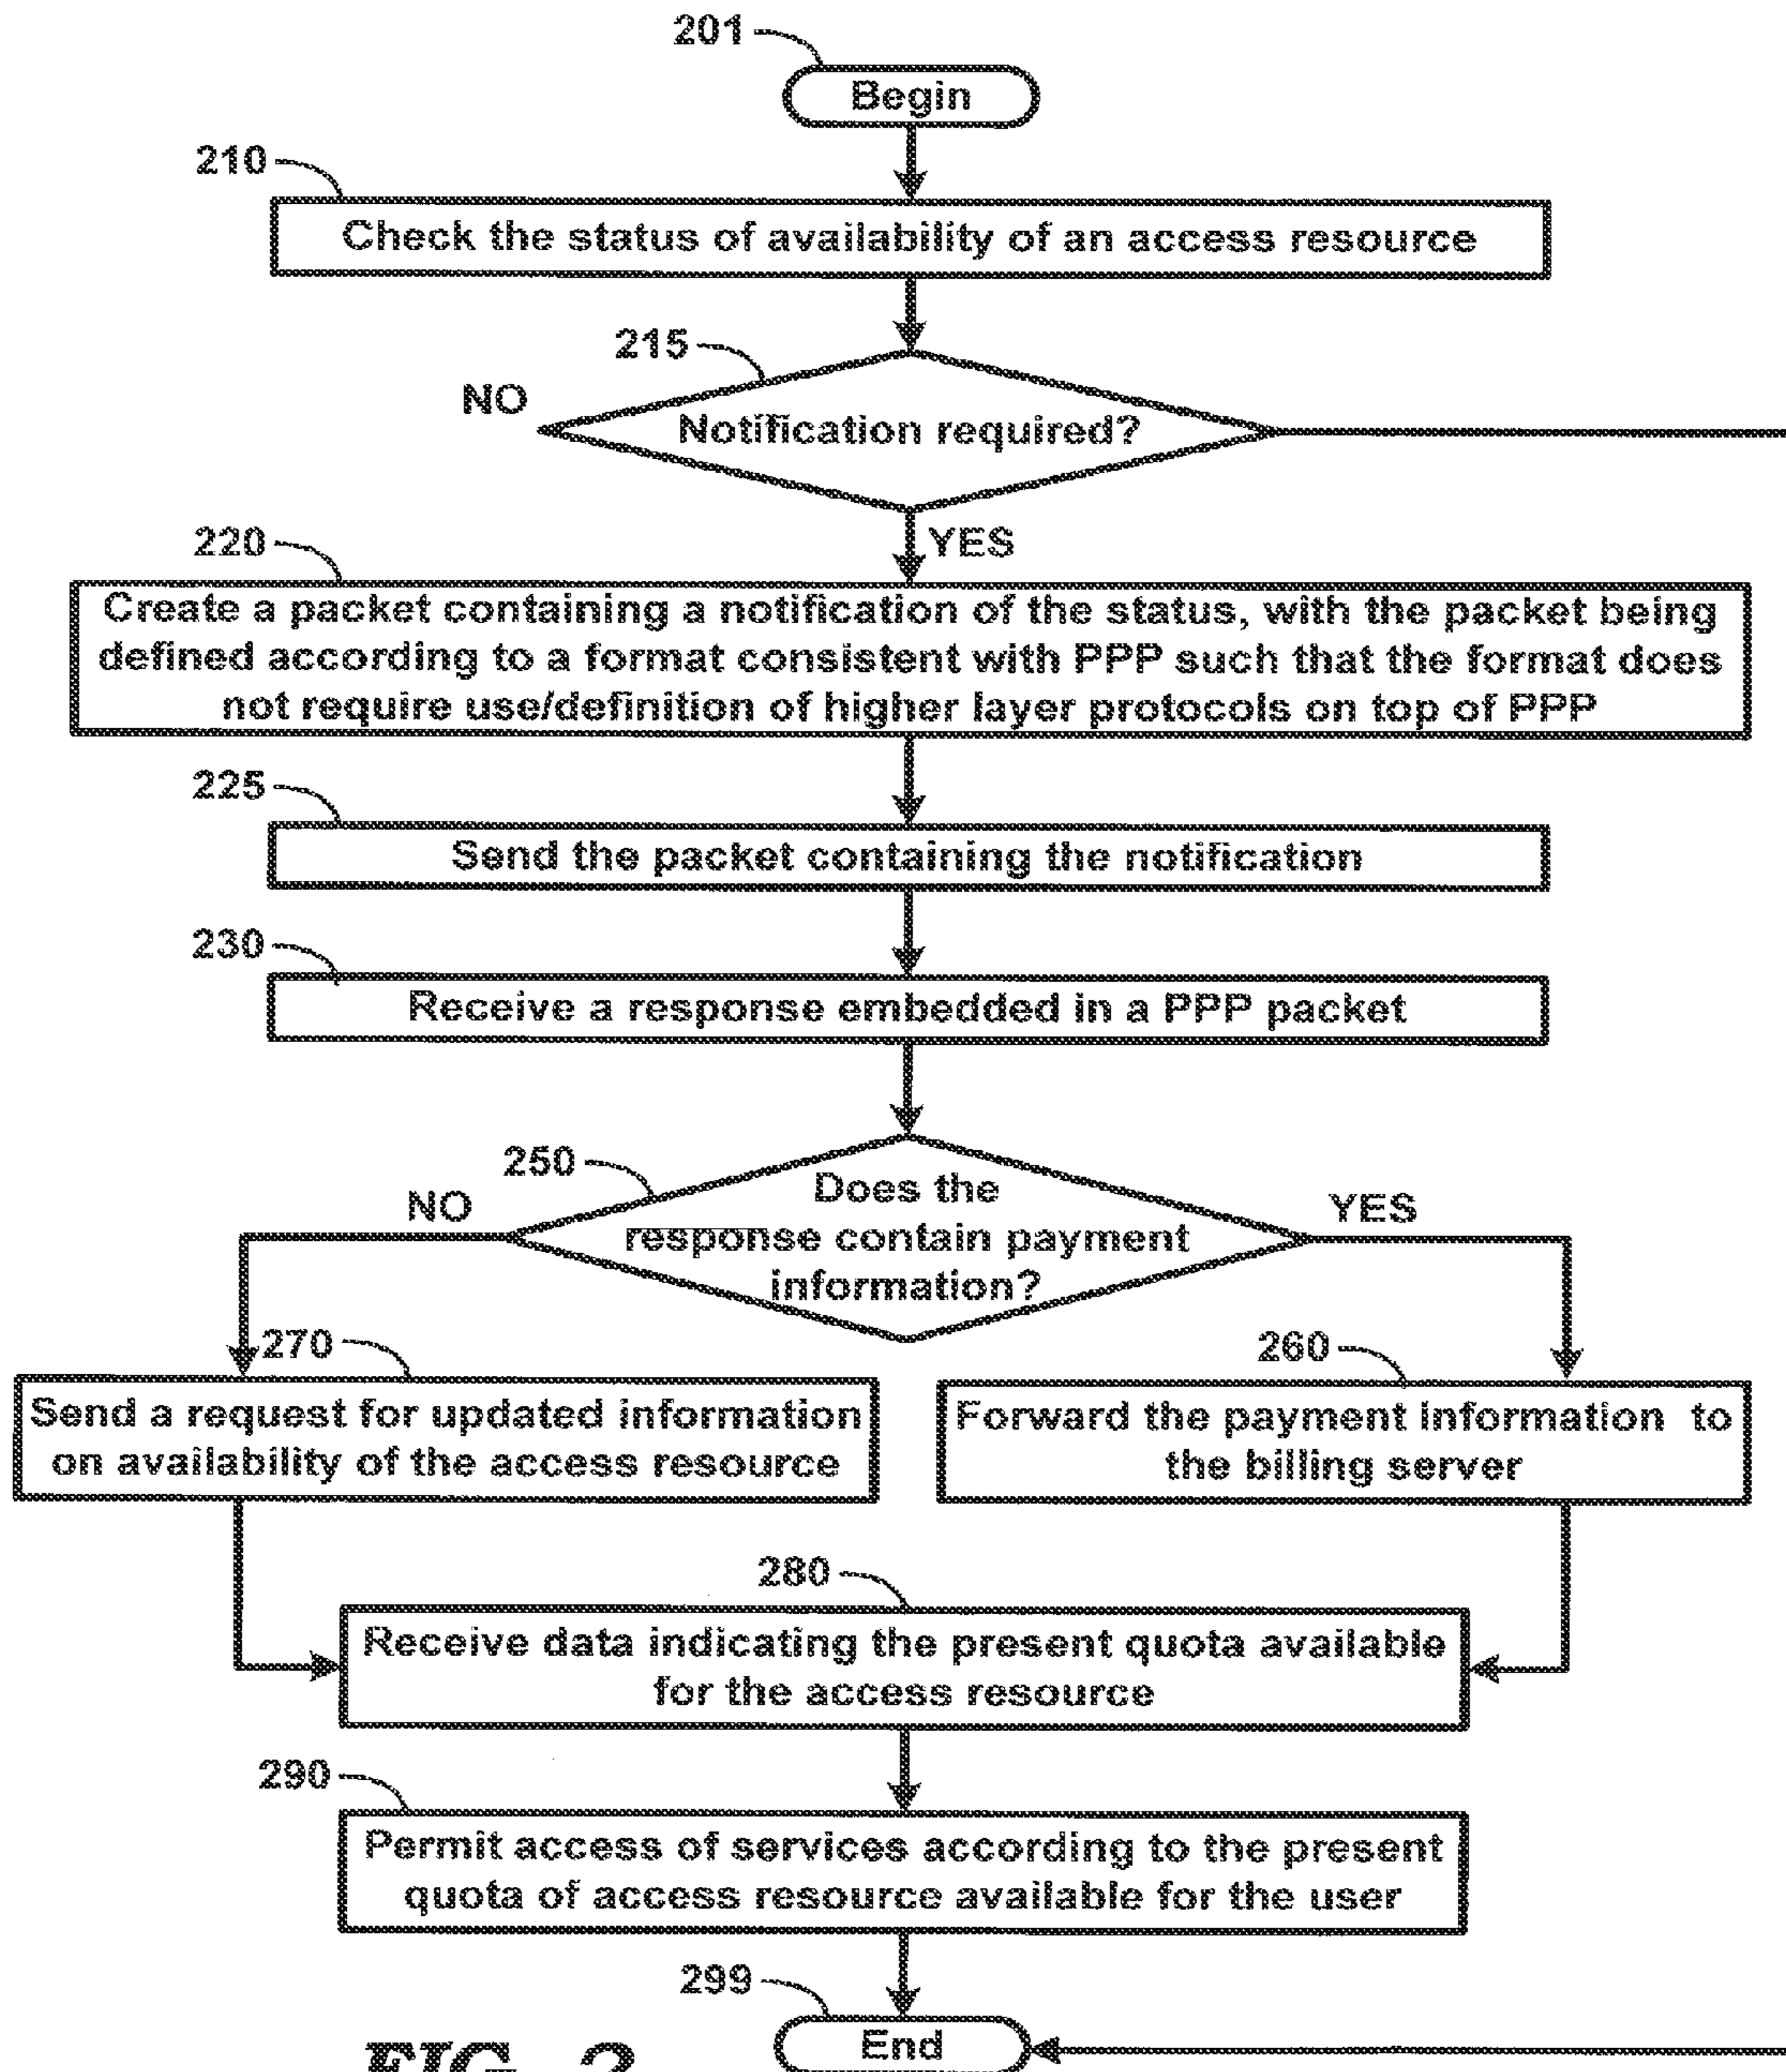 201
Begin
210
Check the status of availability of an access resource
215
NO
Notification required?
YES
220
Create a packet containing a notification of the status, with the packet being
defined according to a format consistent with PPP such that the format does
not require use/definition of higher layer protocols on top of PPP
225
Send the packet containing the notification
230
Receive a response embedded in a PPP packet
250
NO
Does the
response contain payment
information?
YES
270
Send a request for updated information
on availability of the access resource
260
Forward the payment information to
the billing server
280
Receive data indicating the present quota available
for the access resource
290
Permit access of services according to the present
quota of access resource available for the user
299
End
FIG. 2